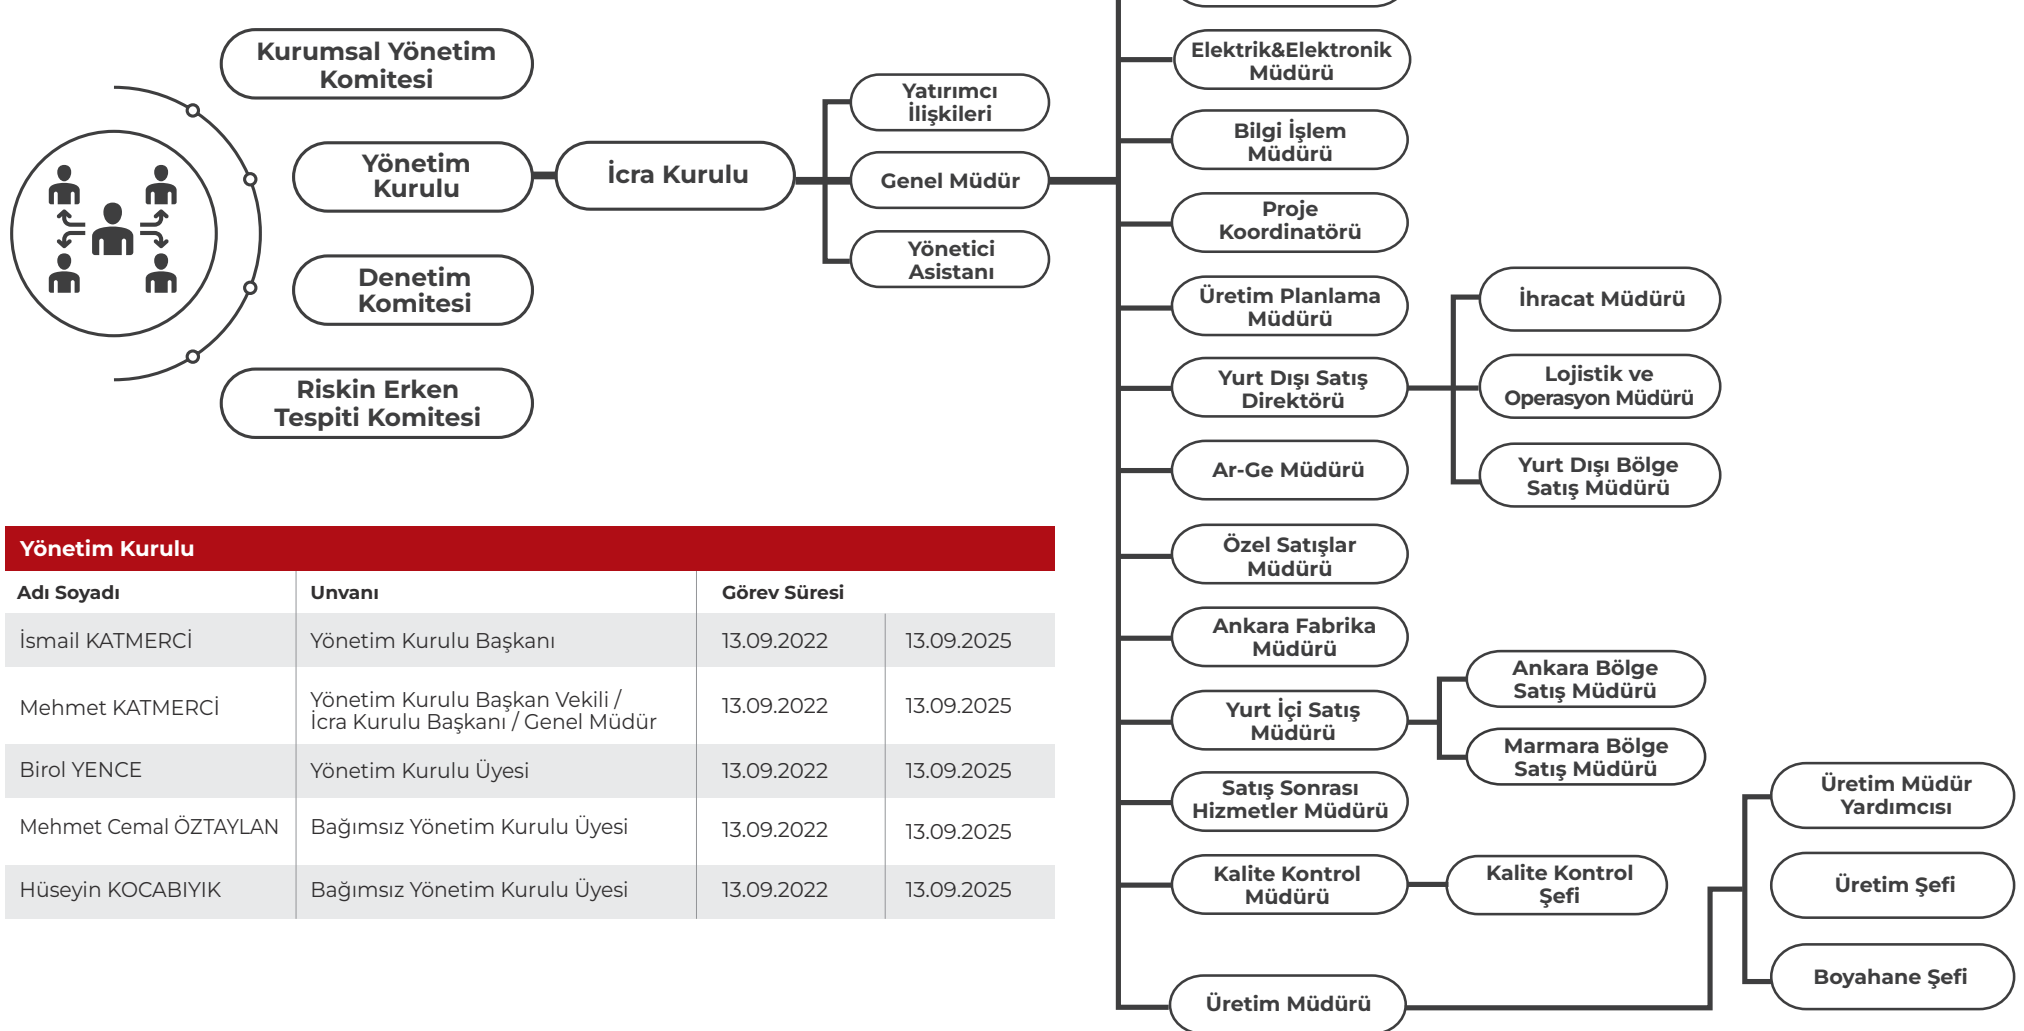 Kurumsal Yönetim
Komitesi
Yönetim
Kurulu
Denetim
Komitesi
Riskin Erken
Tespiti Komitesi
İcra Kurulu
Yatırımcı
İlişkileri
Genel Müdür
Yönetici
Asistanı
Elektrik&Elektronik
Müdürü
Bilgi İşlem
Müdürü
Proje
Koordinatörü
Üretim Planlama
Müdürü
Yurt Dışı Satış
Direktörü
İhracat Müdürü
Lojistik ve
Operasyon Müdürü
Yurt Dışı Bölge
Satış Müdürü
Ar-Ge Müdürü
Özel Satışlar
Müdürü
Ankara Fabrika
Müdürü
Yurt İçi Satış
Müdürü
Ankara Bölge
Satış Müdürü
Marmara Bölge
Satış Müdürü
Satış Sonrası
Hizmetler Müdürü
Kalite Kontrol
Müdürü
Kalite Kontrol
Şefi
Üretim Müdürü
Üretim Müdür
Yardımcısı
Üretim Şefi
Boyahane Şefi
Yönetim Kurulu
Adı Soyadı Unvanı Görev Süresi
İsmail KATMERCİ Yönetim Kurulu Başkanı 13.09.2022 13.09.2025
Mehmet KATMERCİ Yönetim Kurulu Başkan Vekili /
İcra Kurulu Başkanı / Genel Müdür 13.09.2022 13.09.2025
Birol YENCE Yönetim Kurulu Üyesi 13.09.2022 13.09.2025
Mehmet Cemal ÖZTAYLAN Bağımsız Yönetim Kurulu Üyesi 13.09.2022 13.09.2025
Hüseyin KOCABIYIK Bağımsız Yönetim Kurulu Üyesi 13.09.2022 13.09.2025